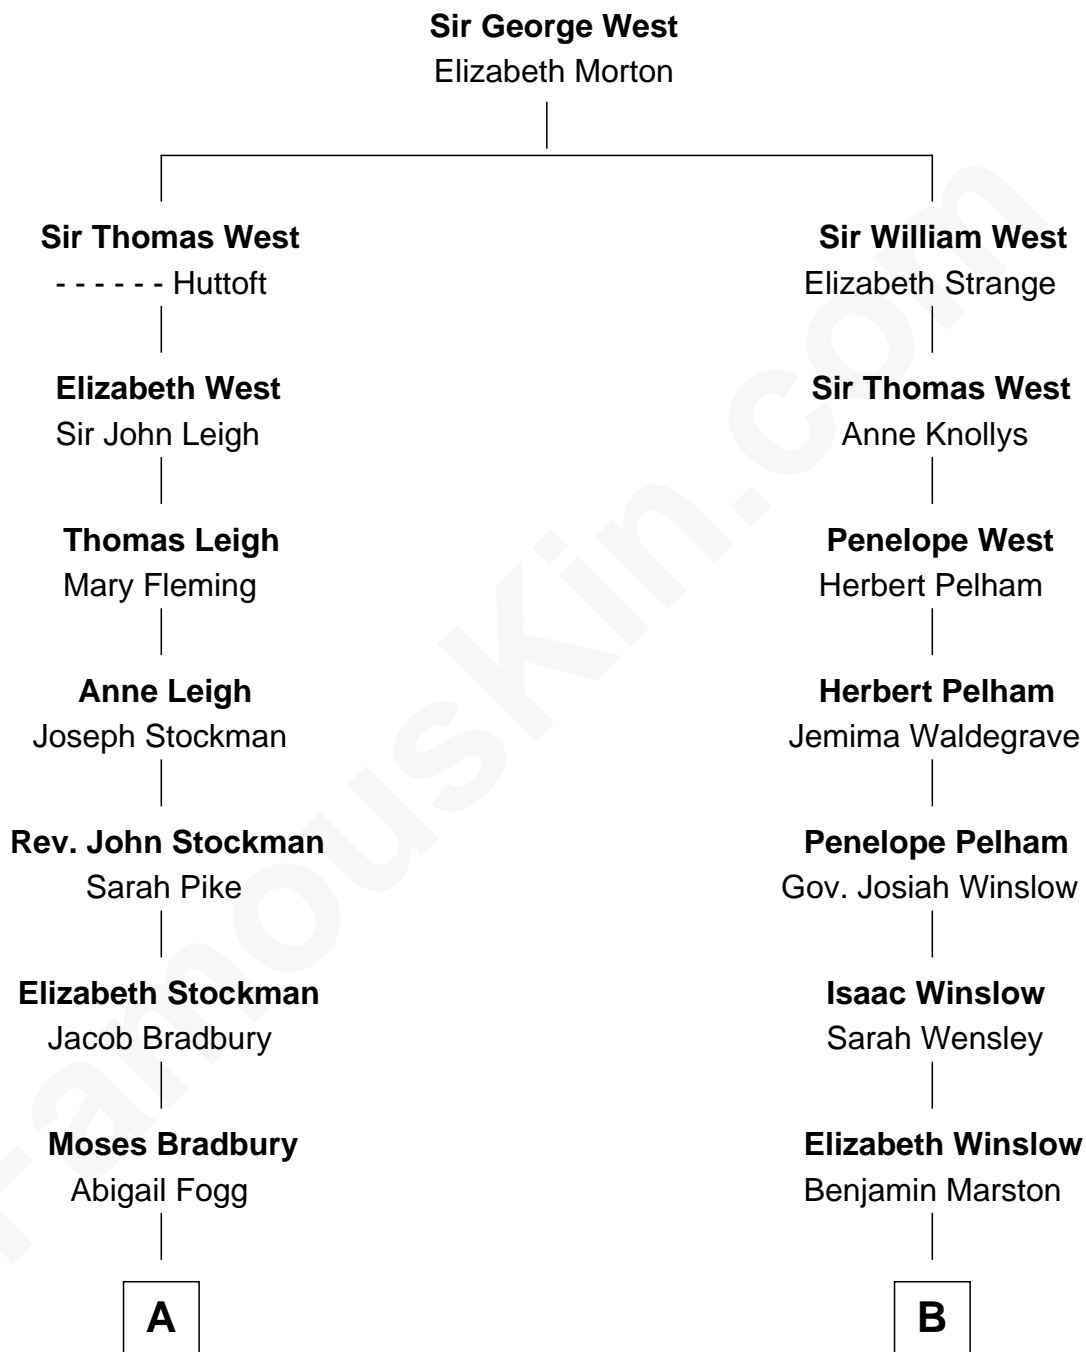 Sir George West
Elizabeth Morton
Sir Thomas West
- - - - - - Huttoft
Elizabeth West
Sir John Leigh
Thomas Leigh
Mary Fleming
Anne Leigh
Joseph Stockman
Rev. John Stockman
Sarah Pike
Elizabeth Stockman
Jacob Bradbury
Moses Bradbury
Abigail Fogg
A
Sir William West
Elizabeth Strange
Sir Thomas West
Anne Knollys
Penelope West
Herbert Pelham
Herbert Pelham
Jemima Waldegrave
Penelope Pelham
Gov. Josiah Winslow
Isaac Winslow
Sarah Wensley
Elizabeth Winslow
Benjamin Marston
B
FamousKin.com